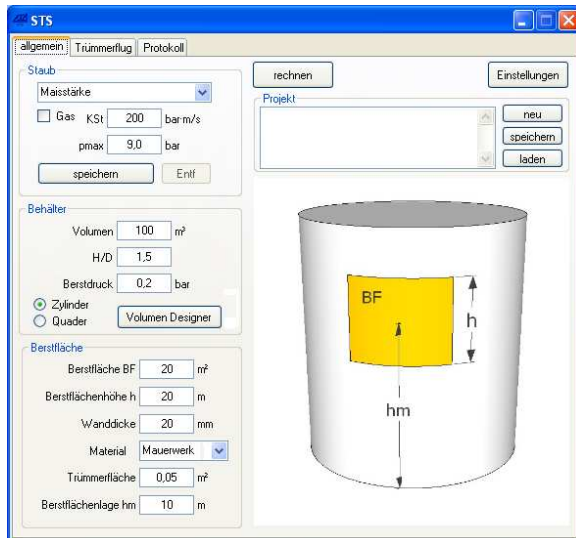 STS
allgemein Trümmerflug Protokoll
Staub
Maisstärke
Gas KSt 200 bar·m/s
pmax 9,0 bar
speichern Entf
Behälter
Volumen 100 m³
H/D 1,5
Berstdruck 0,2 bar
Zylinder
Quader
Volumen Designer
Berstfläche
Berstfläche BF 20 m²
Berstflächenhöhe h 20 m
Wanddicke 20 mm
Material Mauerwerk
Trümmerfläche 0,05 m²
Berstflächenlage hm 10 m
rechnen Einstellungen
Projekt
neu
speichern
laden
BF
h
hm